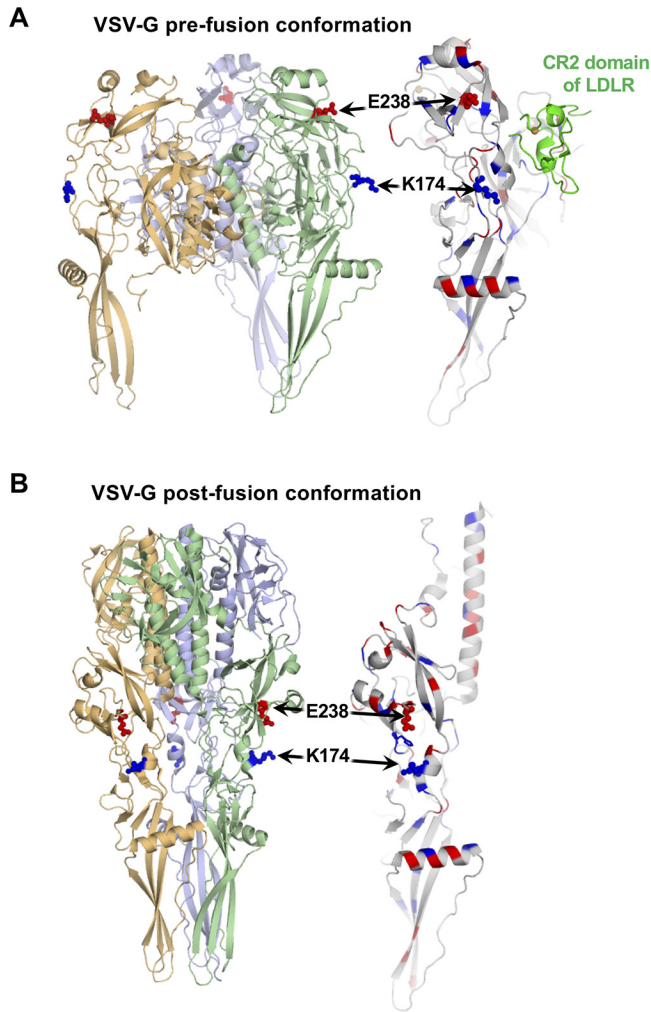 A
VSV-G pre-fusion conformation
CR2 domain
of LDLR
E238
K174
B
VSV-G post-fusion conformation
E238
K174